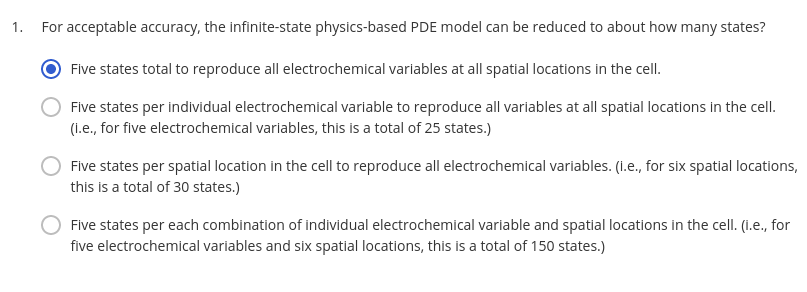 1. For acceptable accuracy, the infinite-state physics-based PDE model can be reduced to about how many states?
Five states total to reproduce all electrochemical variables at all spatial locations in the cell.
Five states per individual electrochemical variable to reproduce all variables at all spatial locations in the cell.
(i.e., for five electrochemical variables, this is a total of 25 states.)
Five states per spatial location in the cell to reproduce all electrochemical variables. (i.e., for six spatial locations,
this is a total of 30 states.)
Five states per each combination of individual electrochemical variable and spatial locations in the cell. (i.e., for
five electrochemical variables and six spatial locations, this is a total of 150 states.)